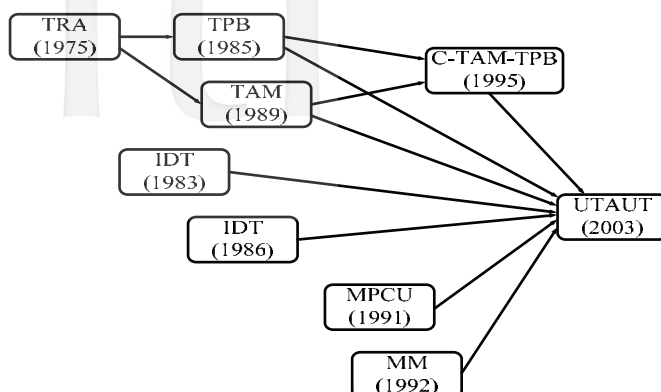 TRA
(1975)
TPB
(1985)
TAM
(1989)
C-TAM-TPB
(1995)
IDT
(1983)
IDT
(1986)
UTAUT
(2003)
MPCU
(1991)
MM
(1992)